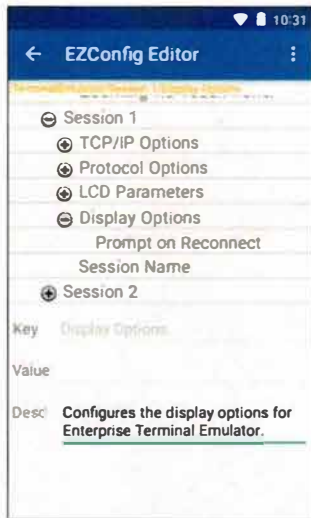 10:31
EZConfig Editor
Session 1
TCP/IP Options
Protocol Options
LCD Parameters
Display Options
Prompt on Reconnect
Session Name
Session 2
Key Display Options
Value
Desc Configures the display options for
Enterprise Terminal Emulator.